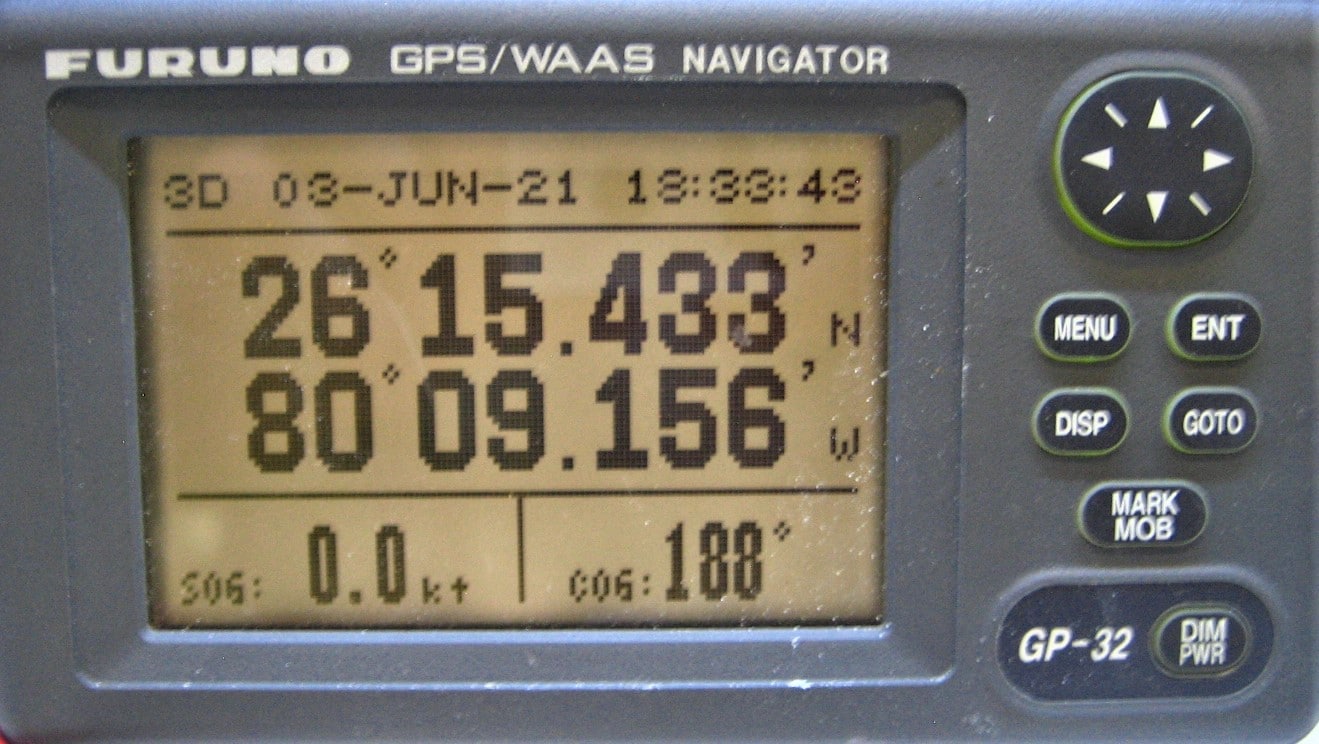 FURUNO GPS/WAAS NAVIGATOR
3D 03-JUN-21 18:33:43
26° 15.433' N
80° 09.156' W
SOG: 0.0kt COG: 188°
MENU ENT
DISP GOTO
MARK
MOB
GP-32 DIM
PWR